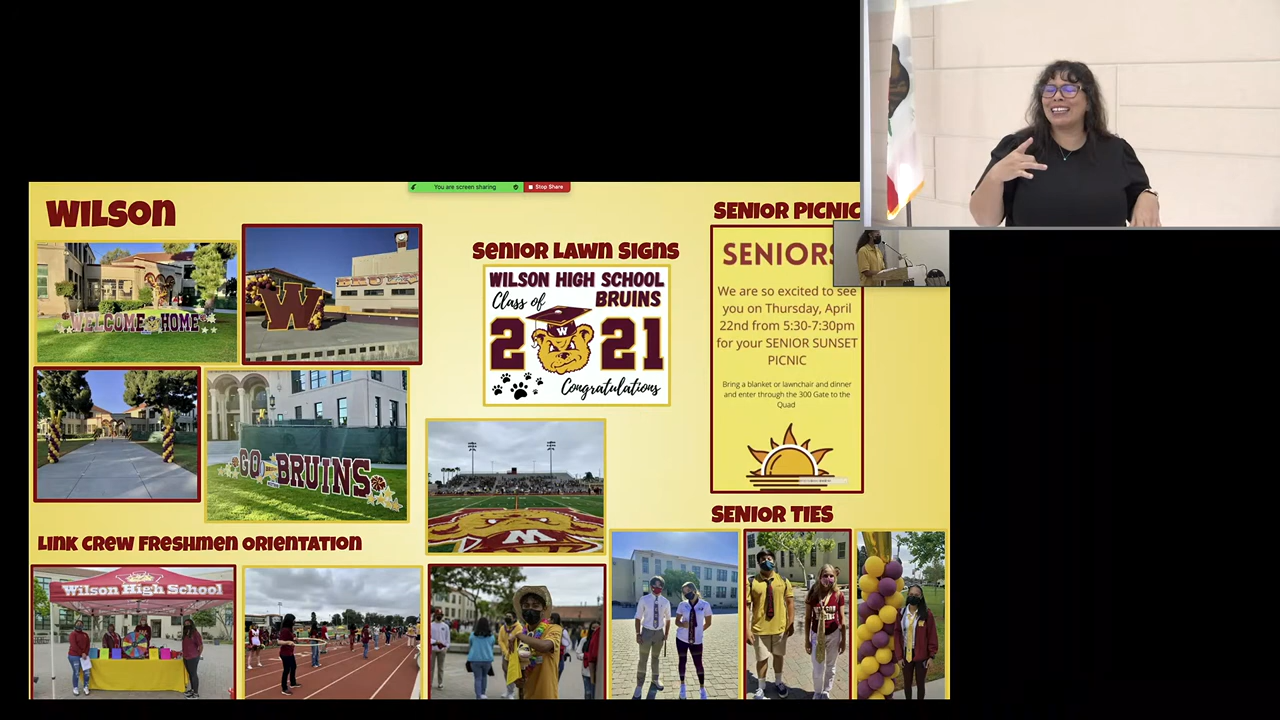 You are screen sharing
Stop Share
WILSON
SENIOR PICNIC
SENIOR LAWN SIGNS
WELCOME HOME
W
BRUINS
WILSON HIGH SCHOOL
Class of
BRUINS
2 21
Congratulations
SENIORS
We are so excited to see
you on Thursday, April
22nd from 5:30-7:30pm
for your SENIOR SUNSET
PICNIC
Bring a blanket or lawnchair and dinner
and enter through the 300 Gate to the
Quad
GO BRUINS
W
SENIOR TIES
LINK CREW FRESHMEN ORIENTATION
Wilson High School